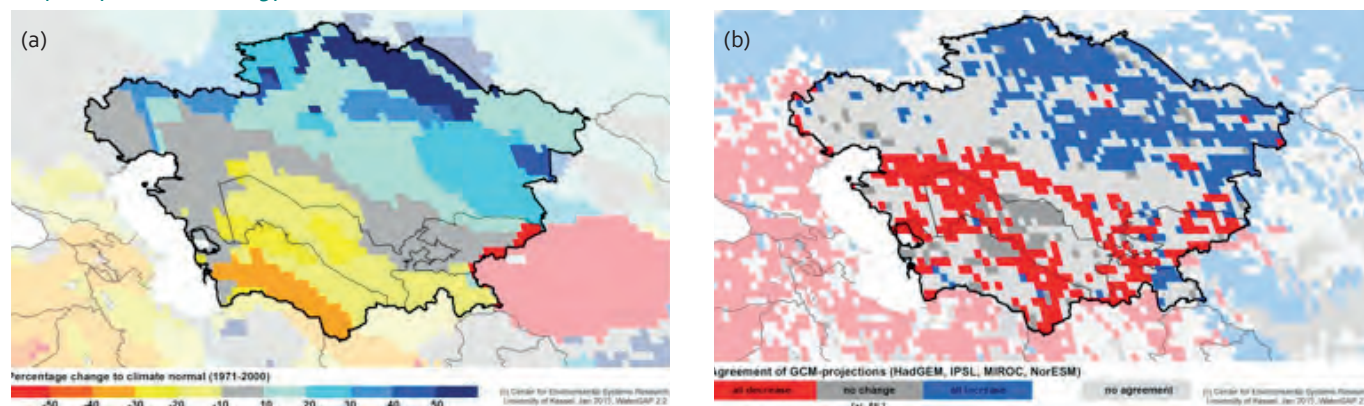 (a)
(b)
Percentage change to climate normal (1971-2000)
-50 -40 -30 -20 -10 10 20 30 40 50
(c) Center for Environmental Systems Research
University of Kassel, Jan 2013, WaterGAP 2.2
Agreement of GCM-projections (HadGEM, IPSL, MIROC, NorESM)
all decrease no change all increase no agreement
(c) Center for Environmental Systems Research
University of Kassel, Jan 2013, WaterGAP 2.2